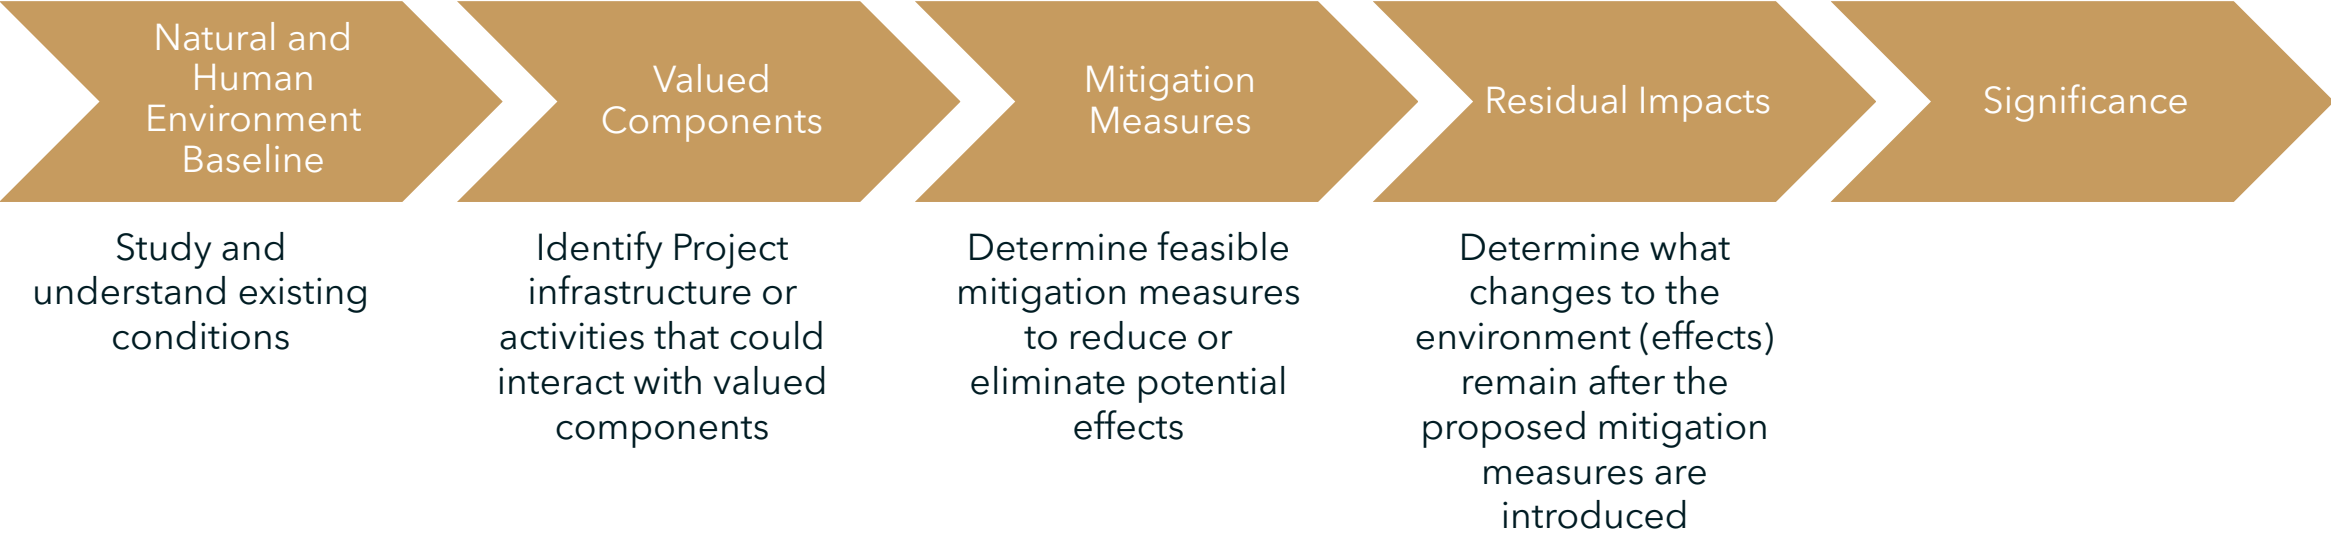 Natural and
Human
Environment
Baseline
Study and
understand existing
conditions
Valued
Components
Identify Project
infrastructure or
activities that could
interact with valued
components
Mitigation
Measures
Determine feasible
mitigation measures
to reduce or
eliminate potential
effects
Residual Impacts
Determine what
changes to the
environment (effects)
remain after the
proposed mitigation
measures are
introduced
Significance